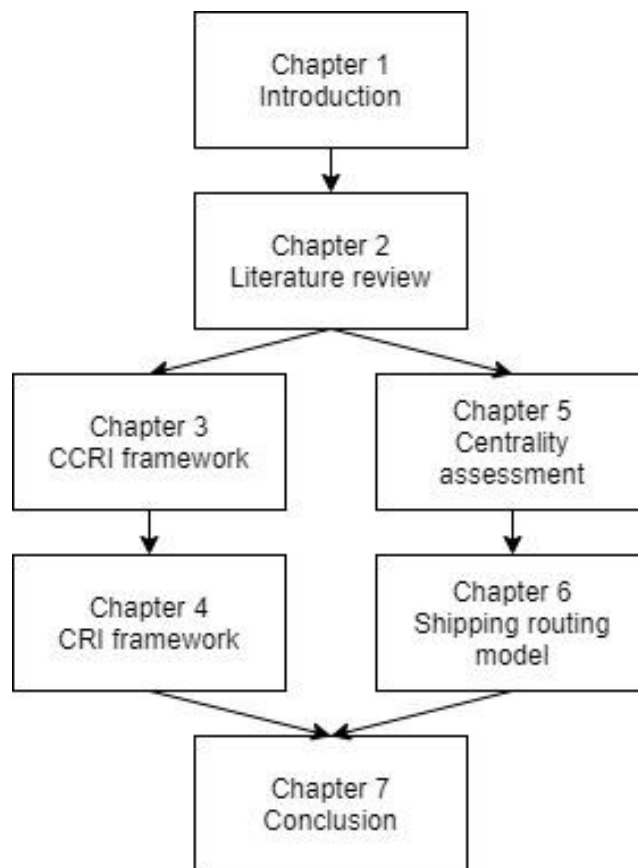 Chapter 1
Introduction
Chapter 2
Literature review
Chapter 3
CCRI framework
Chapter 5
Centrality
assessment
Chapter 4
CRI framework
Chapter 6
Shipping routing
model
Chapter 7
Conclusion